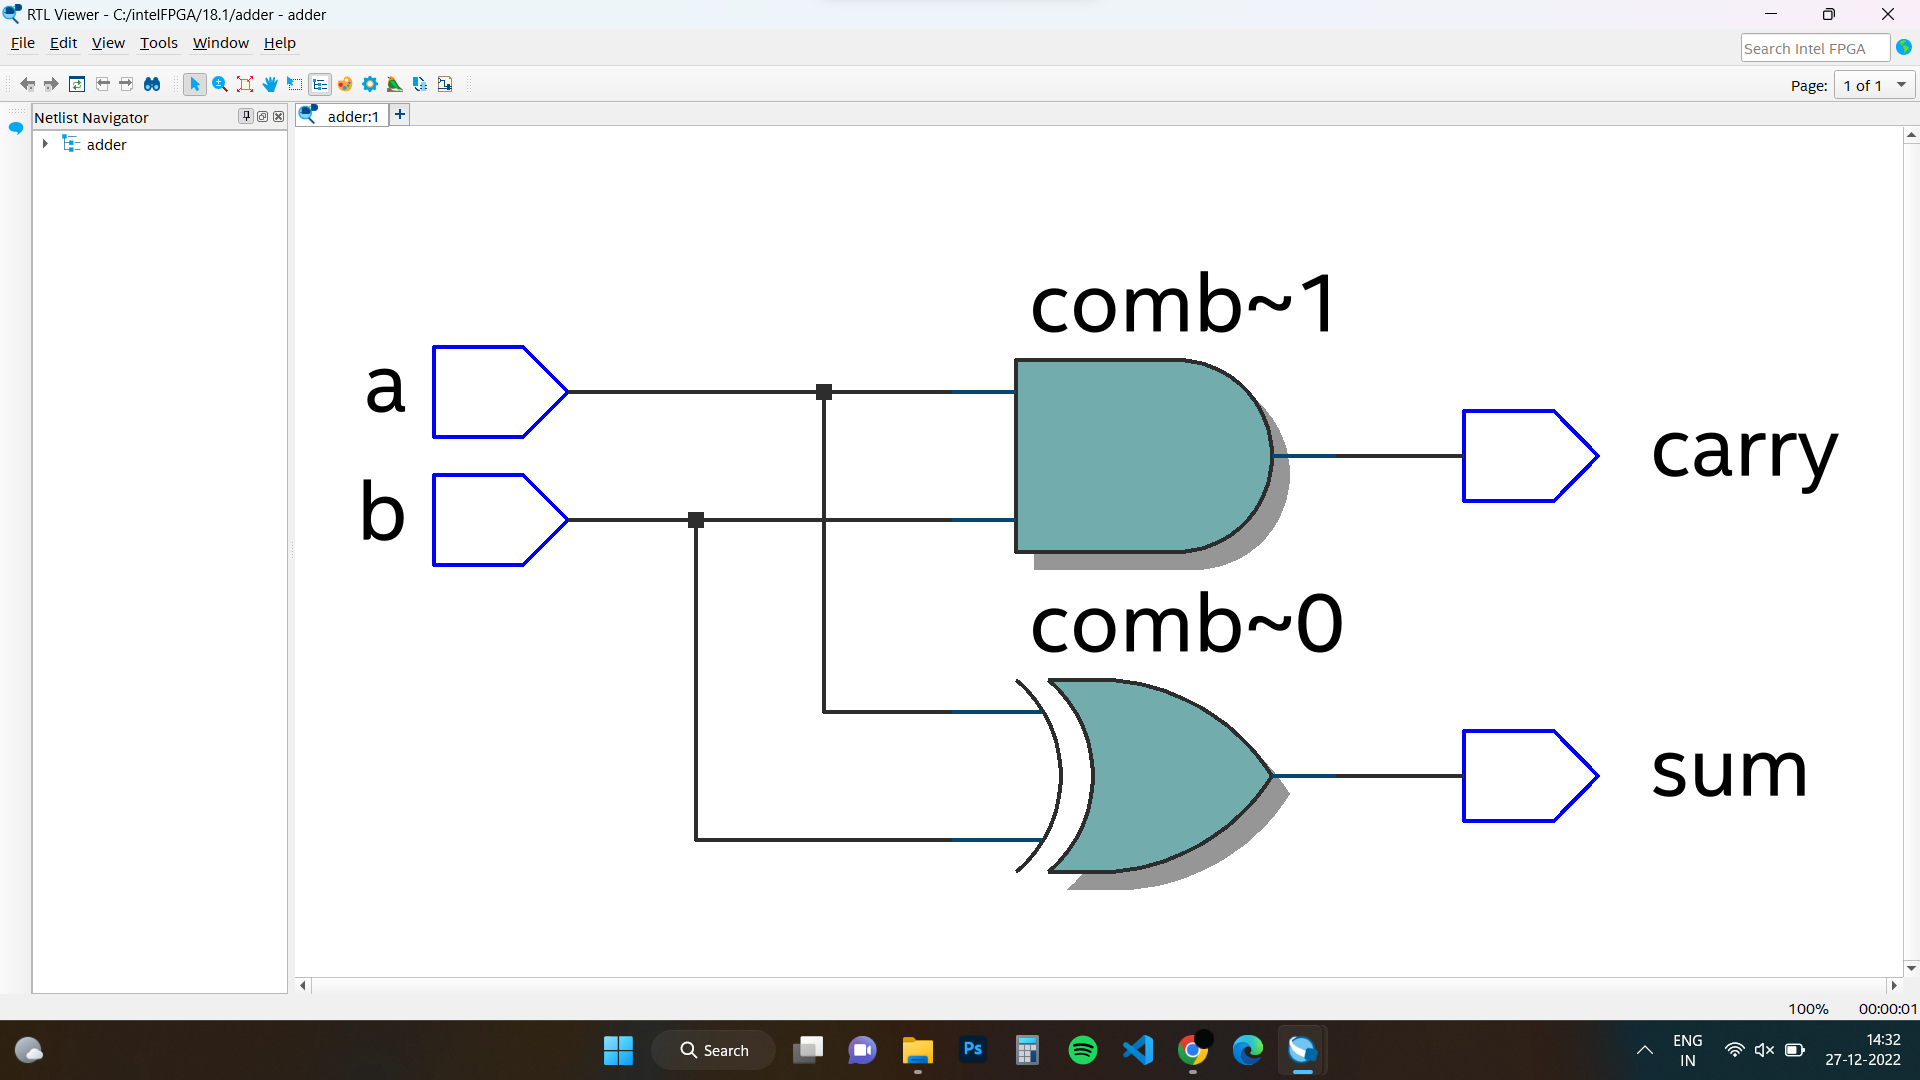 RTL Viewer - C:/intelFPGA/18.1/adder - adder
File Edit View Tools Window Help
Search Intel FPGA
Page: 1 of 1
Netlist Navigator
adder:1
+
adder
comb~1
a
carry
b
comb~0
sum
100% 00:00:01
Search
Ps
ENG
IN
14:32
27-12-2022